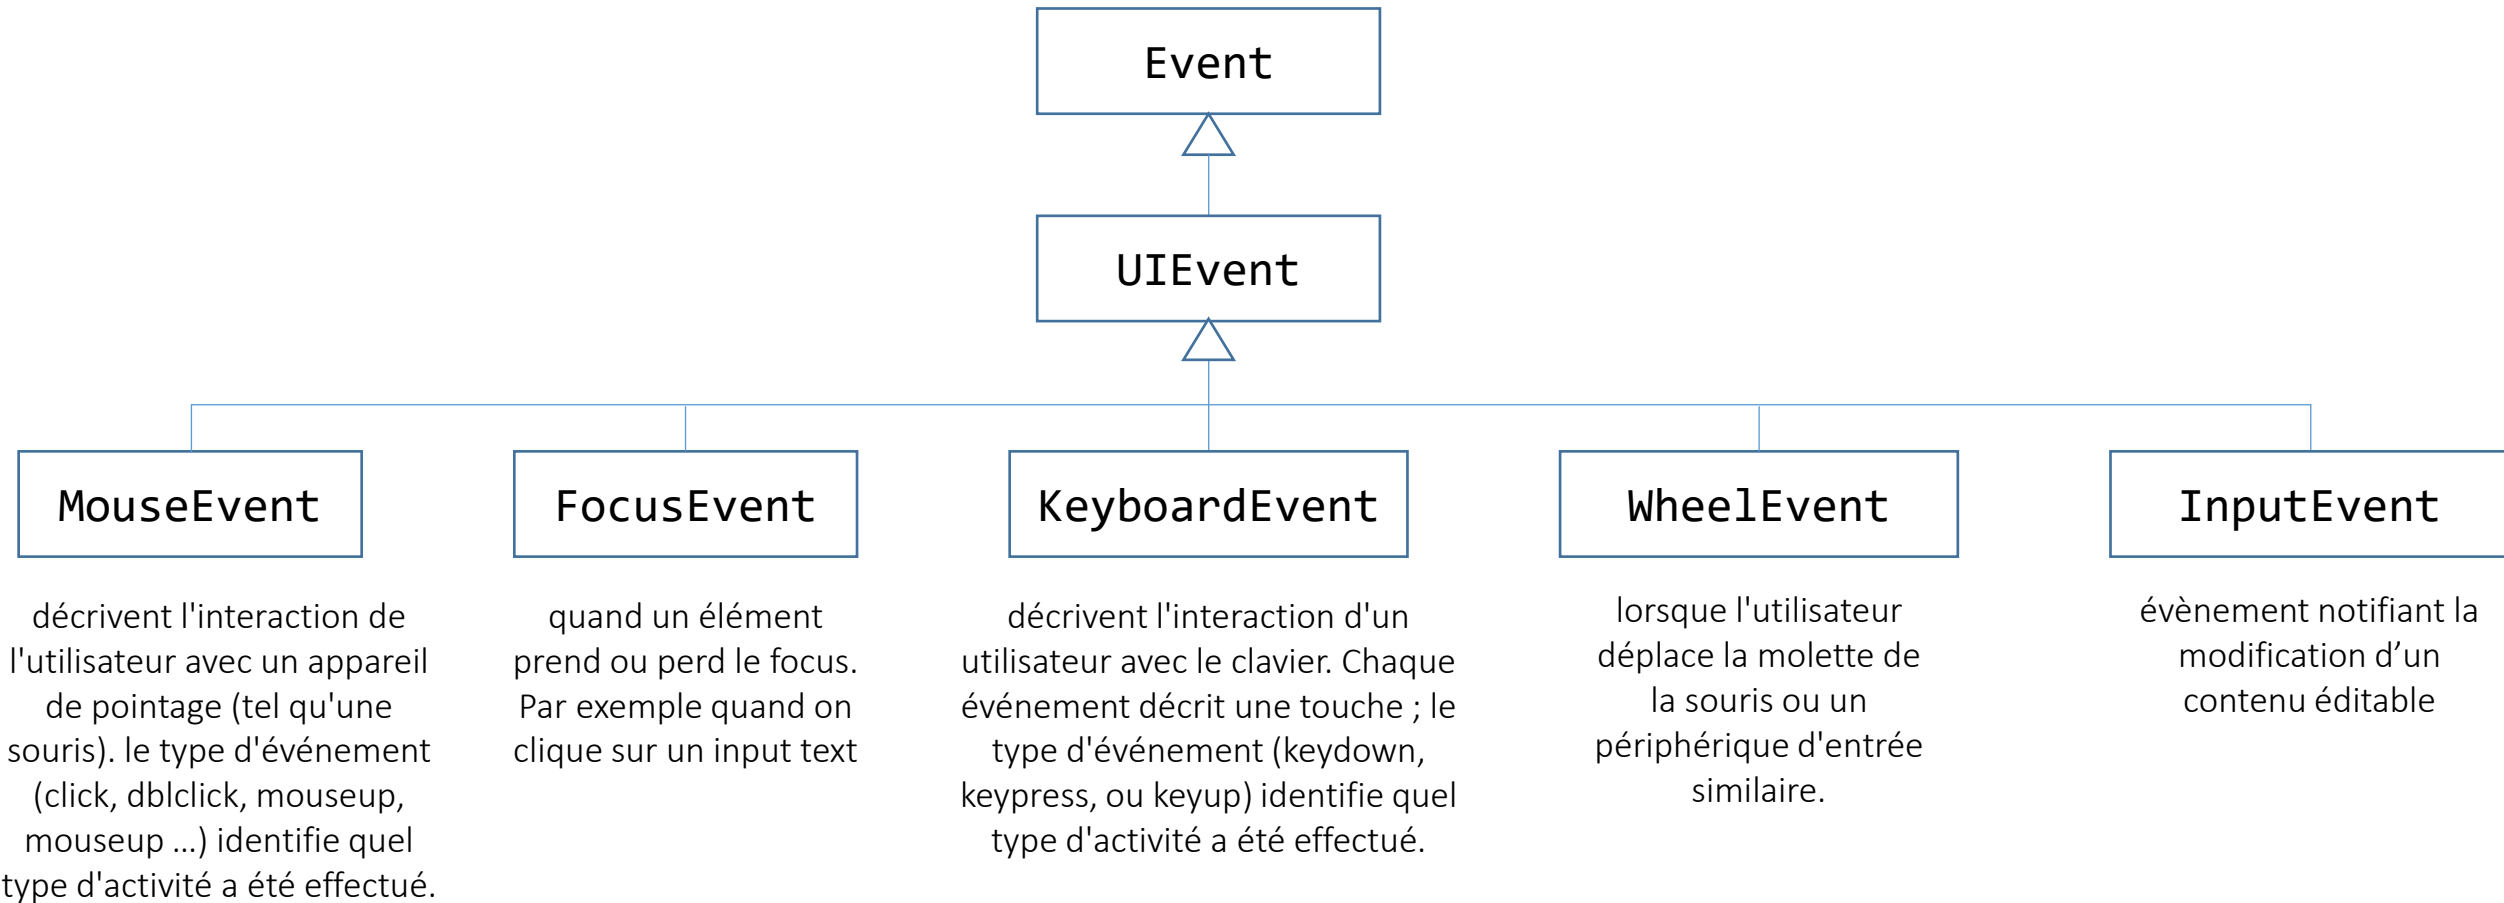 Event
UIEvent
MouseEvent
FocusEvent
KeyboardEvent
WheelEvent
InputEvent
décrivent l'interaction de
l'utilisateur avec un appareil
de pointage (tel qu'une
souris). le type d'événement
(click, dblclick, mouseup,
mouseup …) identifie quel
type d'activité a été effectué.
quand un élément
prend ou perd le focus.
Par exemple quand on
clique sur un input text
décrivent l'interaction d'un
utilisateur avec le clavier. Chaque
événement décrit une touche ; le
type d'événement (keydown,
keypress, ou keyup) identifie quel
type d'activité a été effectué.
lorsque l'utilisateur
déplace la molette de
la souris ou un
périphérique d'entrée
similaire.
évènement notifiant la
modification d’un
contenu éditable